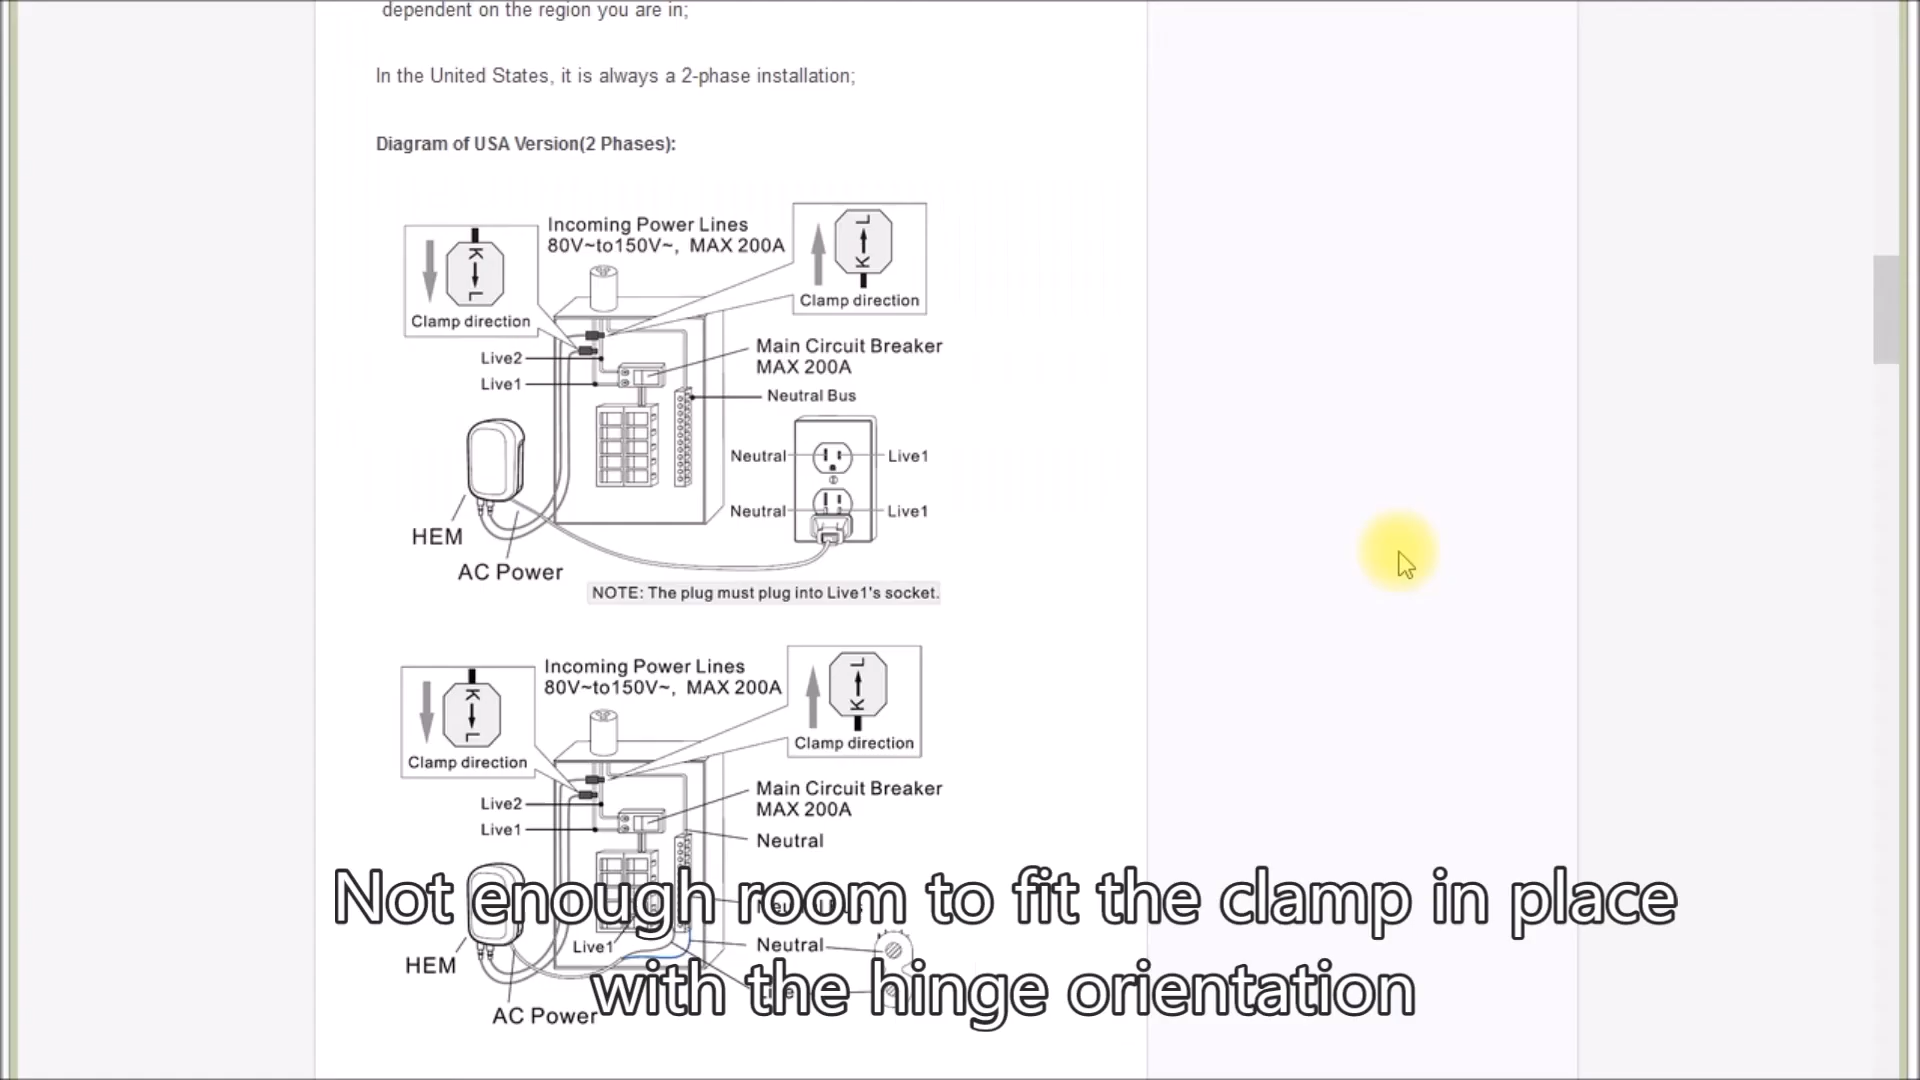 dependent on the region you are in;
In the United States, it is always a 2-phase installation;
Diagram of USA Version(2 Phases):
K
L
Clamp direction
Incoming Power Lines
80V~to150V~, MAX 200A
L
K
Clamp direction
Live2
Live1
Main Circuit Breaker
MAX 200A
Neutral Bus
Neutral
Live1
Neutral
Live1
HEM
AC Power
NOTE: The plug must plug into Live1's socket.
K
L
Clamp direction
Incoming Power Lines
80V~to150V~, MAX 200A
L
K
Clamp direction
Live2
Live1
Main Circuit Breaker
MAX 200A
Neutral
Neutral
Live1
HEM
AC Power
Not enough room to fit the clamp in place
with the hinge orientation